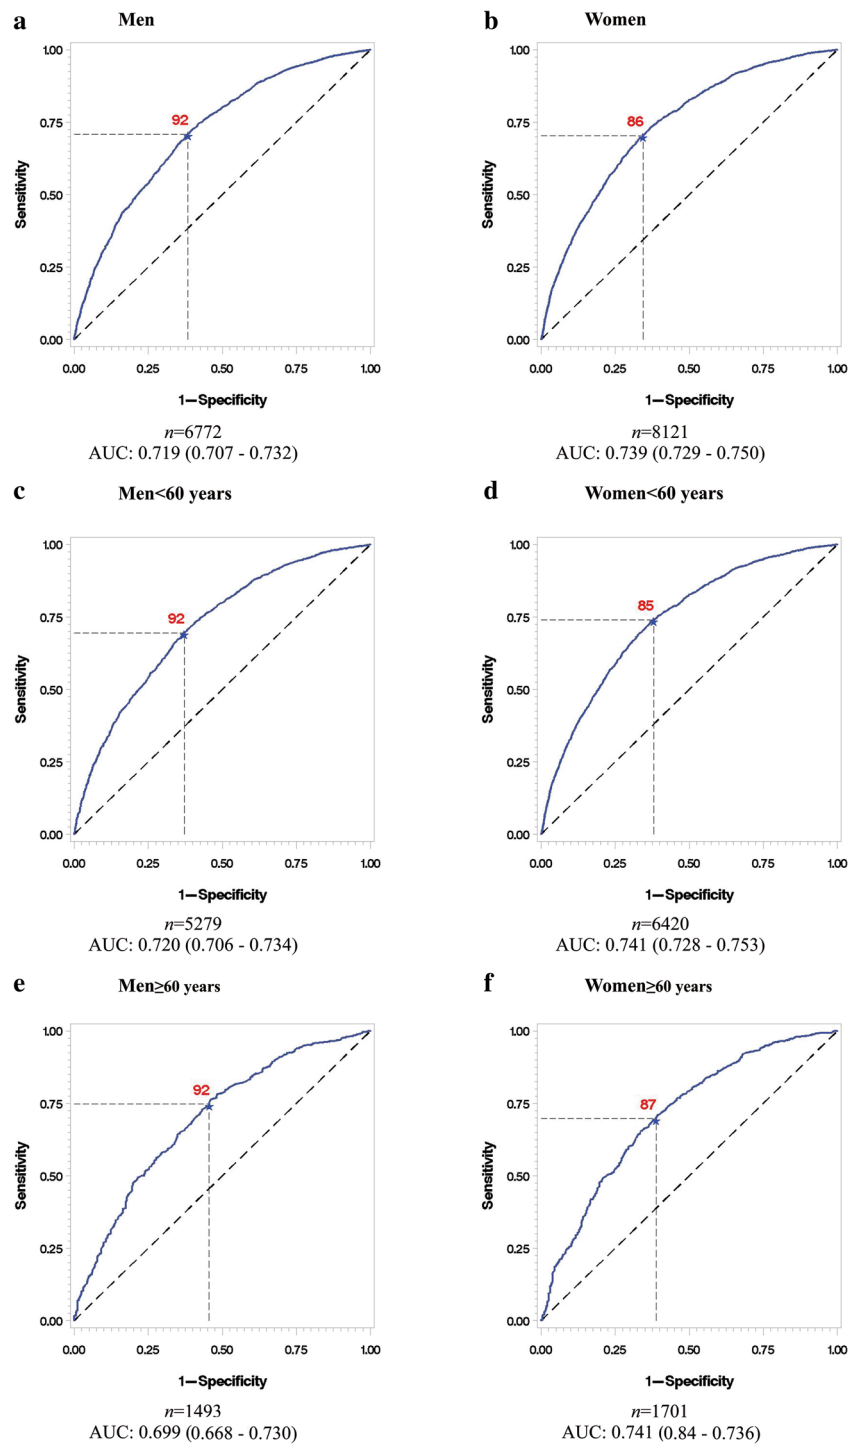 a Men
1.00
0.75
0.50
0.25
0.00
Sensitivity
92
0.00 0.25 0.50 0.75 1.00
1—Specificity
n=6772
AUC: 0.719 (0.707 - 0.732)
b Women
1.00
0.75
0.50
0.25
0.00
Sensitivity
86
0.00 0.25 0.50 0.75 1.00
1—Specificity
n=8121
AUC: 0.739 (0.729 - 0.750)
c Men<60 years
1.00
0.75
0.50
0.25
0.00
Sensitivity
92
0.00 0.25 0.50 0.75 1.00
1—Specificity
n=5279
AUC: 0.720 (0.706 - 0.734)
d Women<60 years
1.00
0.75
0.50
0.25
0.00
Sensitivity
85
0.00 0.25 0.50 0.75 1.00
1—Specificity
n=6420
AUC: 0.741 (0.728 - 0.753)
e Men≥60 years
1.00
0.75
0.50
0.25
0.00
Sensitivity
92
0.00 0.25 0.50 0.75 1.00
1—Specificity
n=1493
AUC: 0.699 (0.668 - 0.730)
f Women≥60 years
1.00
0.75
0.50
0.25
0.00
Sensitivity
87
0.00 0.25 0.50 0.75 1.00
1—Specificity
n=1701
AUC: 0.741 (0.84 - 0.736)